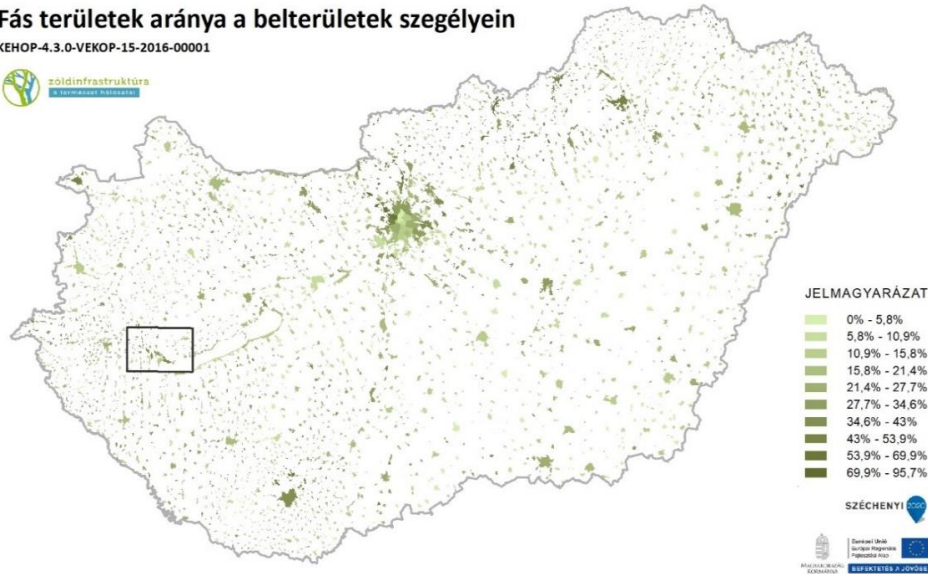 Fás területek aránya a belterületek szegélyein
KEHOP-4.3.0-VEKOP-15-2016-00001
zöldinfrastruktúra
a természet hálózatai
JELMAGYARÁZAT
0% - 5,8%
5,8% - 10,9%
10,9% - 15,8%
15,8% - 21,4%
21,4% - 27,7%
27,7% - 34,6%
34,6% - 43%
43% - 53,9%
53,9% - 69,9%
69,9% - 95,7%
SZÉCHENYI 2020
MAGYARORSZÁG
KORMÁNYA
Európai Unió
Európai Regionális
Fejlesztési Alap
BEFEKTETÉS A JÖVŐBE